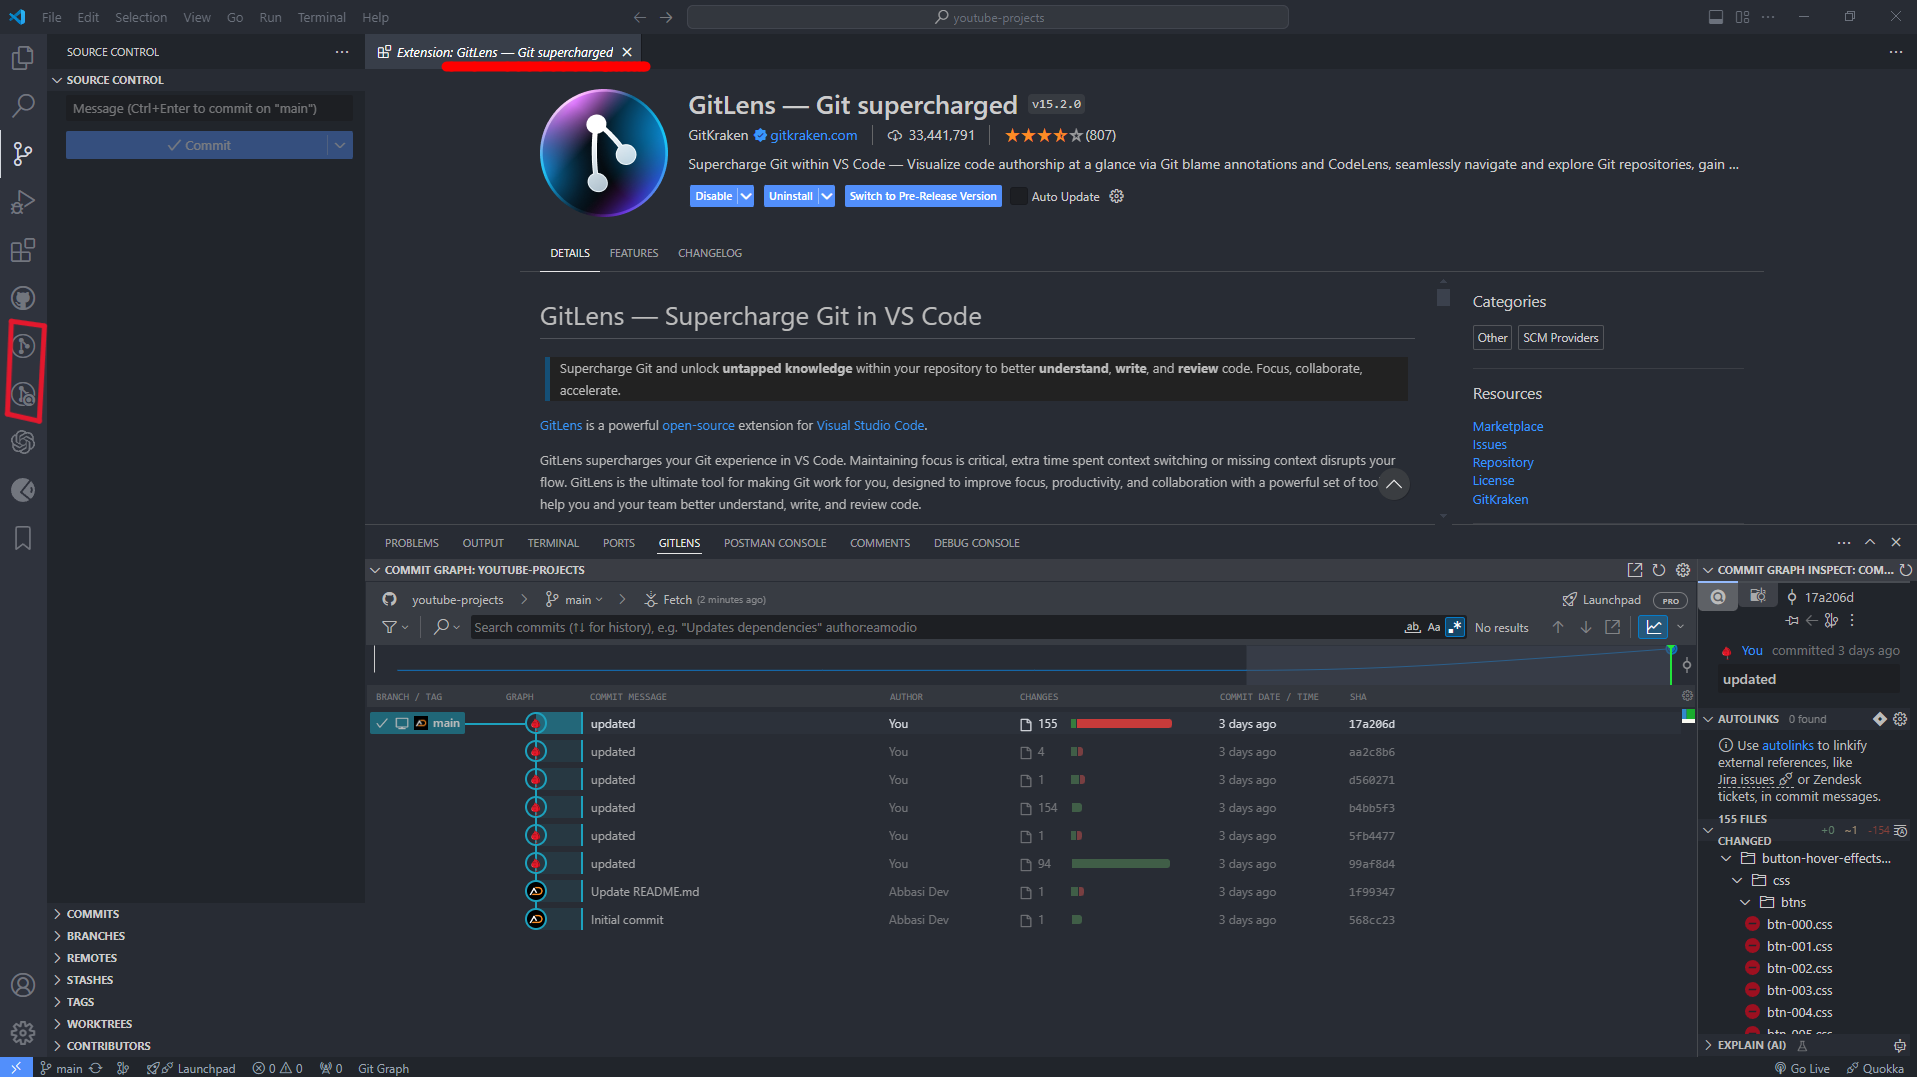 File Edit Selection View Go Run Terminal Help
youtube-projects
SOURCE CONTROL
SOURCE CONTROL
Message (Ctrl+Enter to commit on "main")
Commit
COMMITS
BRANCHES
REMOTES
STASHES
TAGS
WORKTREES
CONTRIBUTORS
Extension: GitLens — Git supercharged
GitLens — Git supercharged v15.2.0
GitKraken gitkraken.com 33,441,791 (807)
Supercharge Git within VS Code — Visualize code authorship at a glance via Git blame annotations and CodeLens, seamlessly navigate and explore Git repositories, gain ...
Disable Uninstall Switch to Pre-Release Version Auto Update
DETAILS FEATURES CHANGELOG
GitLens — Supercharge Git in VS Code
Supercharge Git and unlock untapped knowledge within your repository to better understand, write, and review code. Focus, collaborate,
accelerate.
GitLens is a powerful open-source extension for Visual Studio Code.
GitLens supercharges your Git experience in VS Code. Maintaining focus is critical, extra time spent context switching or missing context disrupts your
flow. GitLens is the ultimate tool for making Git work for you, designed to improve focus, productivity, and collaboration with a powerful set of
help you and your team better understand, write, and review code.
Categories
Other SCM Providers
Resources
Marketplace
Issues
Repository
License
GitKraken
PROBLEMS OUTPUT TERMINAL PORTS GITLENS POSTMAN CONSOLE COMMENTS DEBUG CONSOLE
COMMIT GRAPH: YOUTUBE-PROJECTS
youtube-projects main Fetch (2 minutes ago) Launchpad PRO
Search commits (↑↓ for history), e.g. "Updates dependencies" author:eamodio ab Aa .* No results
BRANCH / TAG GRAPH COMMIT MESSAGE AUTHOR CHANGES COMMIT DATE / TIME SHA
main updated You 155 3 days ago 17a206d
updated You 4 3 days ago aa2c8b6
updated You 1 3 days ago d560271
updated You 154 3 days ago b4bb5f3
updated You 1 3 days ago 5fb4477
updated You 94 3 days ago 99af8d4
Update README.md Abbasi Dev 1 3 days ago 1f99347
Initial commit Abbasi Dev 1 3 days ago 568cc23
COMMIT GRAPH INSPECT: COM...
17a206d
You committed 3 days ago
updated
AUTOLINKS 0 found
Use autolinks to linkify
external references, like
Jira issues or Zendesk
tickets, in commit messages.
155 FILES
CHANGED +0 ~1 -154
button-hover-effects...
css
btns
btn-000.css
btn-001.css
btn-002.css
btn-003.css
btn-004.css
EXPLAIN (AI)
main Launchpad 0 0 0 Git Graph Go Live Quokka